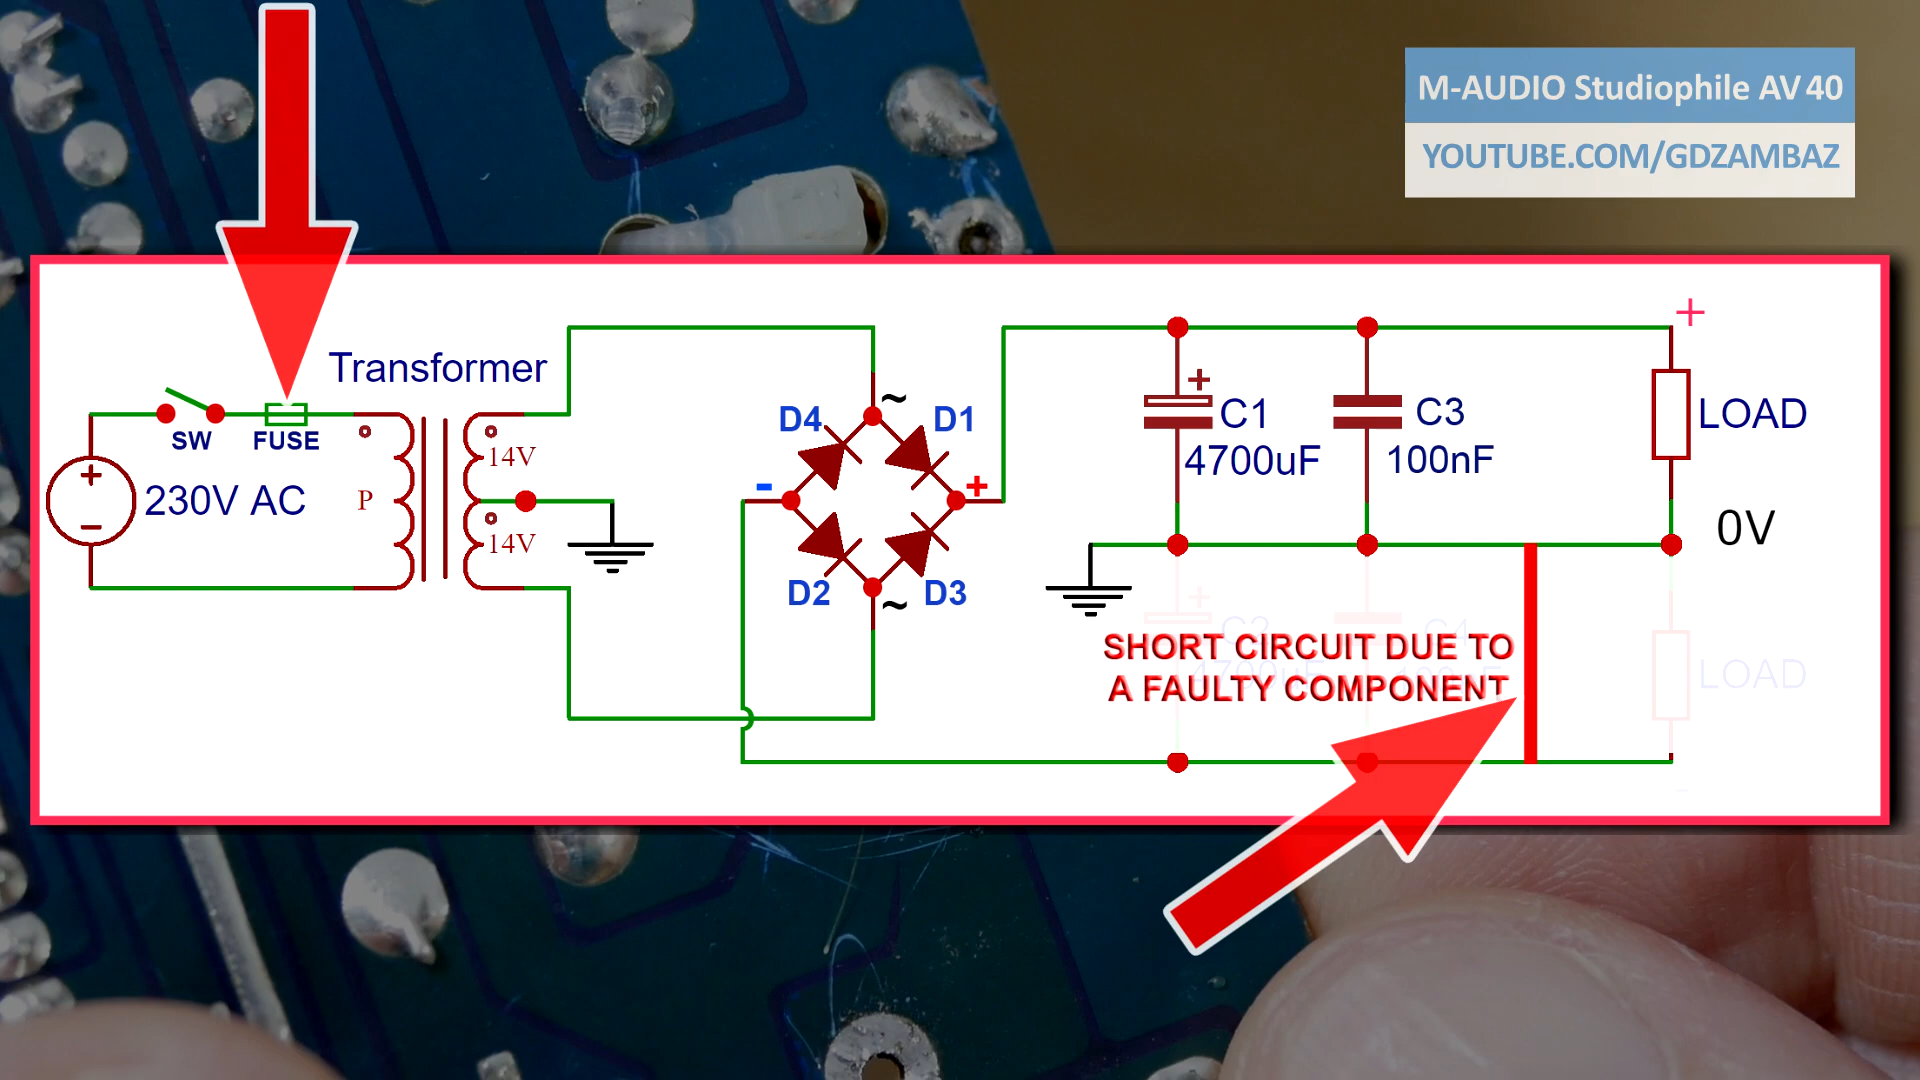 M-AUDIO Studiophile AV 40
YOUTUBE.COM/GDZAMBAZ
Transformer
SW
FUSE
230V AC
P
14V
14V
D4
D1
D2
D3
~
~
-
+
+
C1
4700uF
C3
100nF
+
LOAD
0V
SHORT CIRCUIT DUE TO
A FAULTY COMPONENT
LOAD